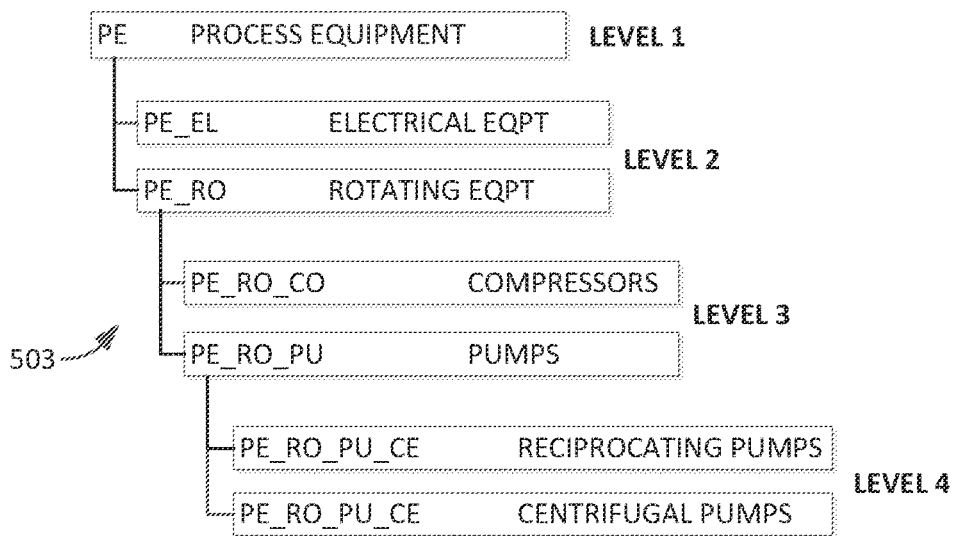 PE PROCESS EQUIPMENT LEVEL 1
PE_EL ELECTRICAL EQPT
LEVEL 2
PE_RO ROTATING EQPT
PE_RO_CO COMPRESSORS
LEVEL 3
503
PE_RO_PU PUMPS
PE_RO_PU_CE RECIPROCATING PUMPS
LEVEL 4
PE_RO_PU_CE CENTRIFUGAL PUMPS